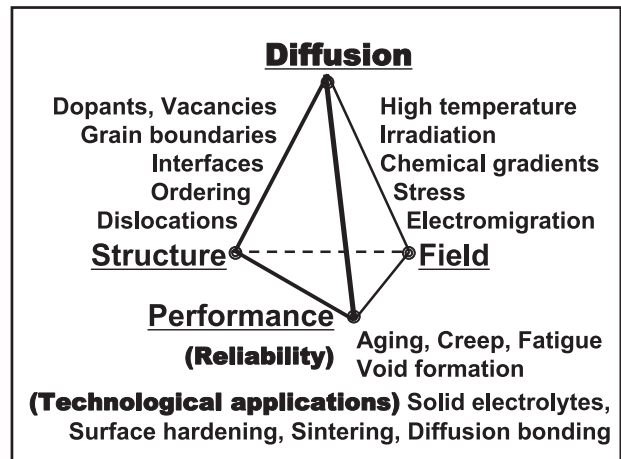 Diffusion
Dopants, Vacancies
Grain boundaries
Interfaces
Ordering
Dislocations
High temperature
Irradiation
Chemical gradients
Stress
Electromigration
Structure
Field
Performance
(Reliability)
Aging, Creep, Fatigue
Void formation
(Technological applications) Solid electrolytes,
Surface hardening, Sintering, Diffusion bonding